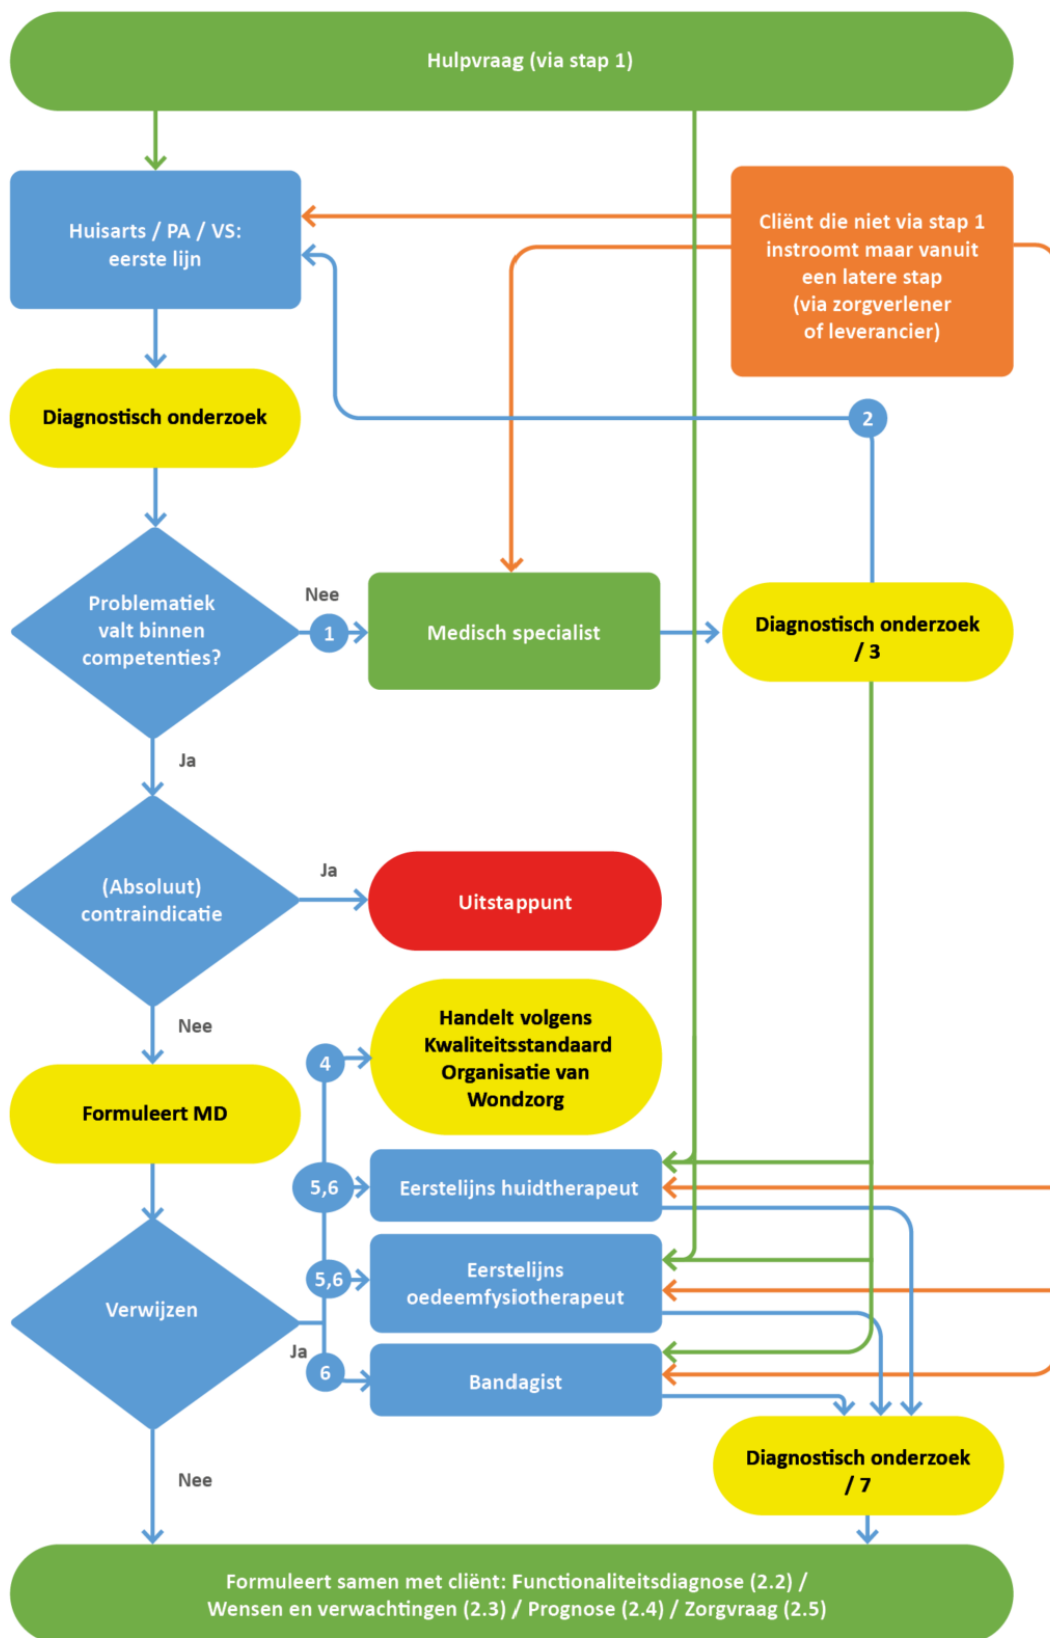 Hulpvraag (via stap 1)
Huisarts / PA / VS:
eerste lijn
Cliënt die niet via stap 1
instroomt maar vanuit
een latere stap
(via zorgverlener
of leverancier)
Diagnostisch onderzoek
2
Problematiek
valt binnen
competenties?
Nee
1
Medisch specialist
Diagnostisch onderzoek
/ 3
Ja
(Absoluut)
contraindicatie
Ja
Uitstappunt
Nee
Formuleert MD
4
Handelt volgens
Kwaliteitsstandaard
Organisatie van
Wondzorg
5,6
Eerstelijns huidtherapeut
5,6
Eerstelijns
oedeemfysiotherapeut
Verwijzen
Ja
6
Bandagist
Diagnostisch onderzoek
/ 7
Nee
Formuleert samen met cliënt: Functionaliteitsdiagnose (2.2) /
Wensen en verwachtingen (2.3) / Prognose (2.4) / Zorgvraag (2.5)